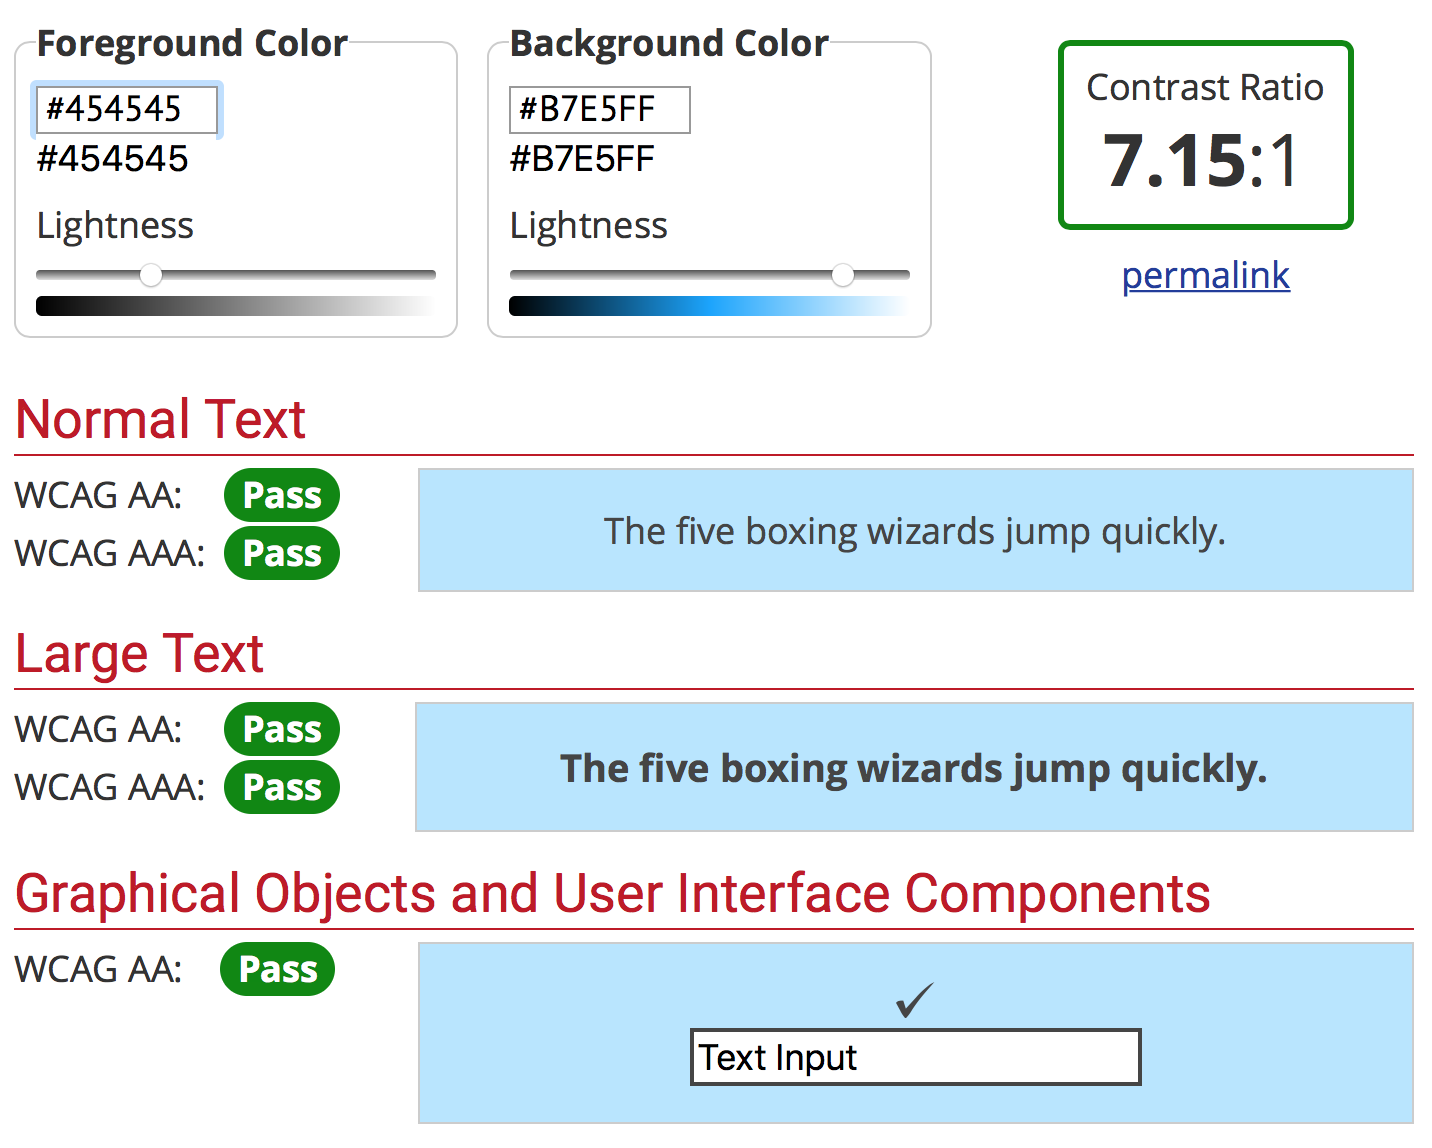 Foreground Color
#454545
#454545
Lightness
Background Color
#B7E5FF
#B7E5FF
Lightness
Contrast Ratio
7.15:1
permalink
Normal Text
WCAG AA: Pass
WCAG AAA: Pass
The five boxing wizards jump quickly.
Large Text
WCAG AA: Pass
WCAG AAA: Pass
The five boxing wizards jump quickly.
Graphical Objects and User Interface Components
WCAG AA: Pass
✓
Text Input